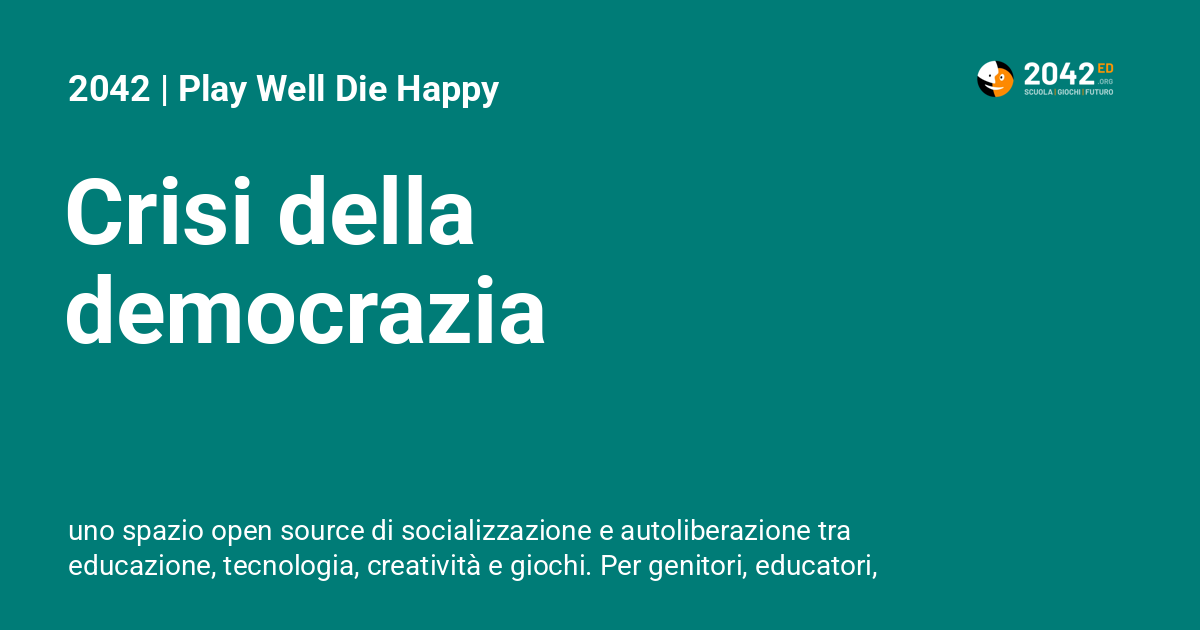 2042 | Play Well Die Happy
2042 ED
.ORG
SCUOLA | GIOCHI | FUTURO
Crisi della
democrazia
uno spazio open source di socializzazione e autoliberazione tra
educazione, tecnologia, creatività e giochi. Per genitori, educatori,